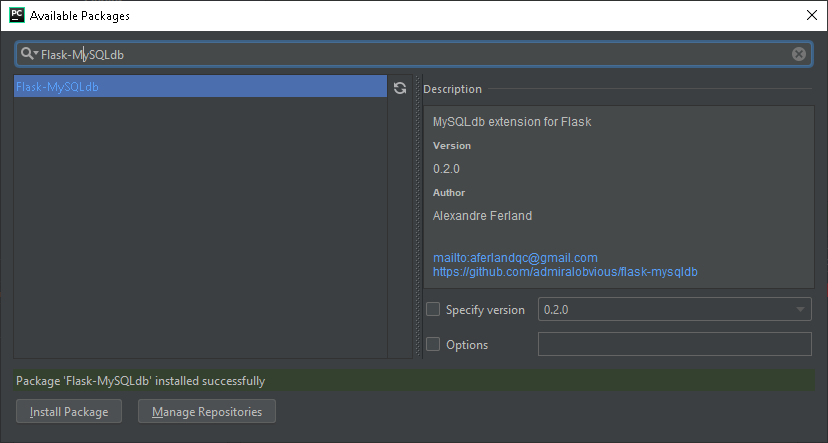 PC Available Packages
Flask-MySQLdb
Flask-MySQLdb
Description
MySQLdb extension for Flask
Version
0.2.0
Author
Alexandre Ferland
mailto:aferlandqc@gmail.com
https://github.com/admiralobvious/flask-mysqldb
Specify version 0.2.0
Options
Package 'Flask-MySQLdb' installed successfully
Install Package Manage Repositories